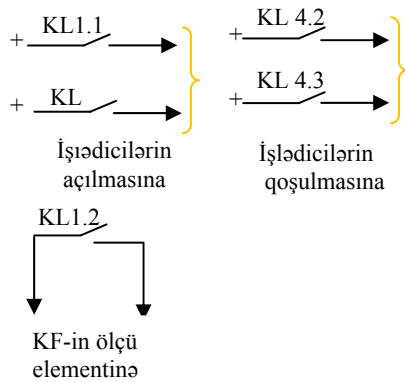 + KL1.1
+ KL
İşıədicilərin
açılmasına
+ KL 4.2
+ KL 4.3
İşlədicilərin
qoşulmasına
KL1.2
KF-in ölçü
elementinə